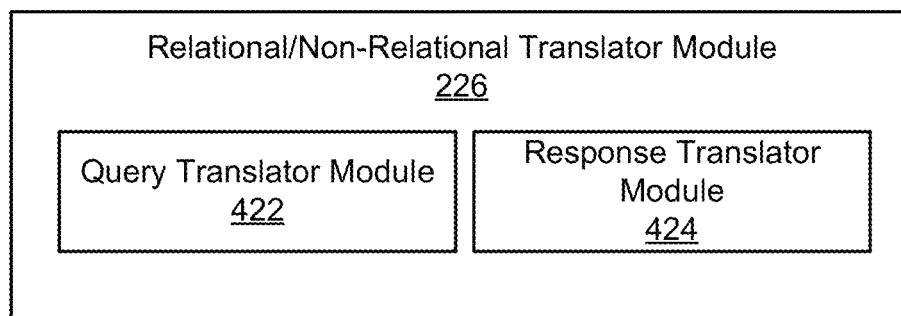 Relational/Non-Relational Translator Module
226
Query Translator Module
422
Response Translator
Module
424